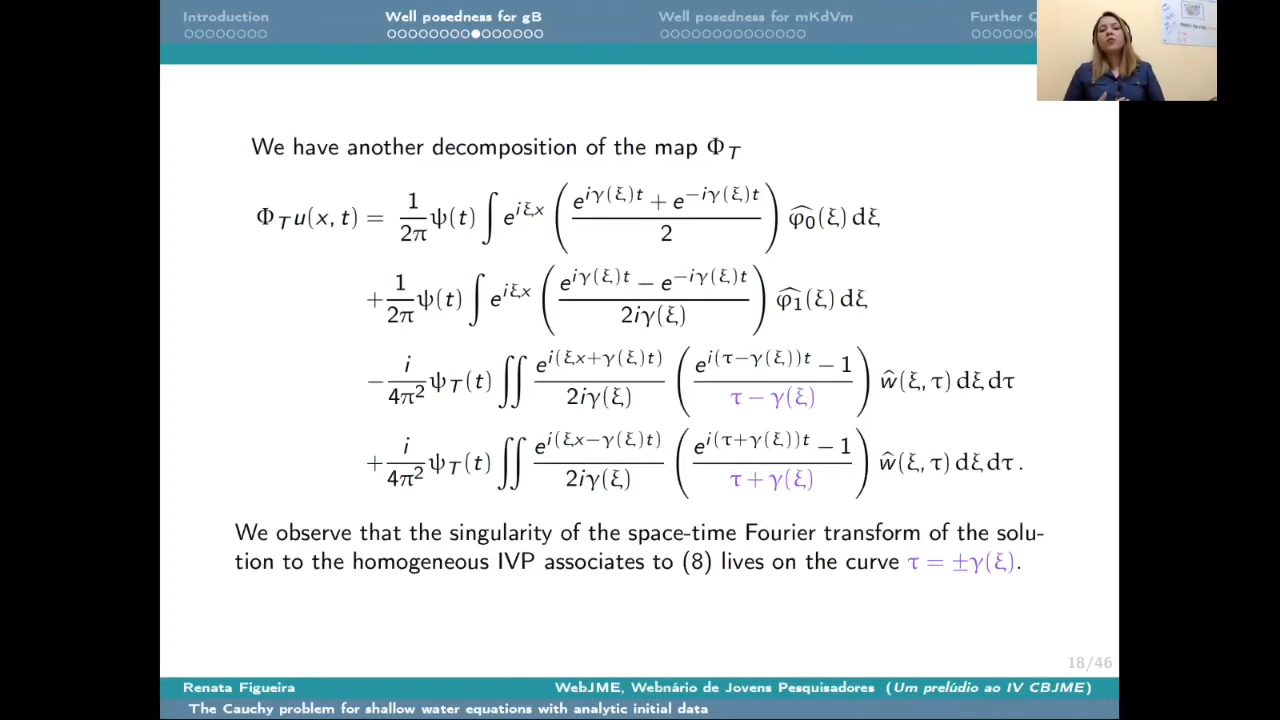 Introduction
Well posedness for gB
Well posedness for mKdVm
Further
We have another decomposition of the map Φ_T
Φ_T u(x, t) = 1/2π ψ(t) ∫ e^{iξx} ( (e^{iγ(ξ)t} + e^{−iγ(ξ)t}) / 2 ) \widehat{φ_0}(ξ) dξ
+ 1/2π ψ(t) ∫ e^{iξx} ( (e^{iγ(ξ)t} − e^{−iγ(ξ)t}) / 2iγ(ξ) ) \widehat{φ_1}(ξ) dξ
− i/4π² ψ_T(t) ∬ e^{i(ξx+γ(ξ)t)} / 2iγ(ξ) ( (e^{i(τ−γ(ξ))t} − 1) / τ − γ(ξ) ) ŵ(ξ, τ) dξ dτ
+ i/4π² ψ_T(t) ∬ e^{i(ξx−γ(ξ)t)} / 2iγ(ξ) ( (e^{i(τ+γ(ξ))t} − 1) / τ + γ(ξ) ) ŵ(ξ, τ) dξ dτ .
We observe that the singularity of the space-time Fourier transform of the solu-
tion to the homogeneous IVP associates to (8) lives on the curve τ = ±γ(ξ).
18/46
Renata Figueira
WebJME, Webnário de Jovens Pesquisadores (Um prelúdio ao IV CBJME)
The Cauchy problem for shallow water equations with analytic initial data